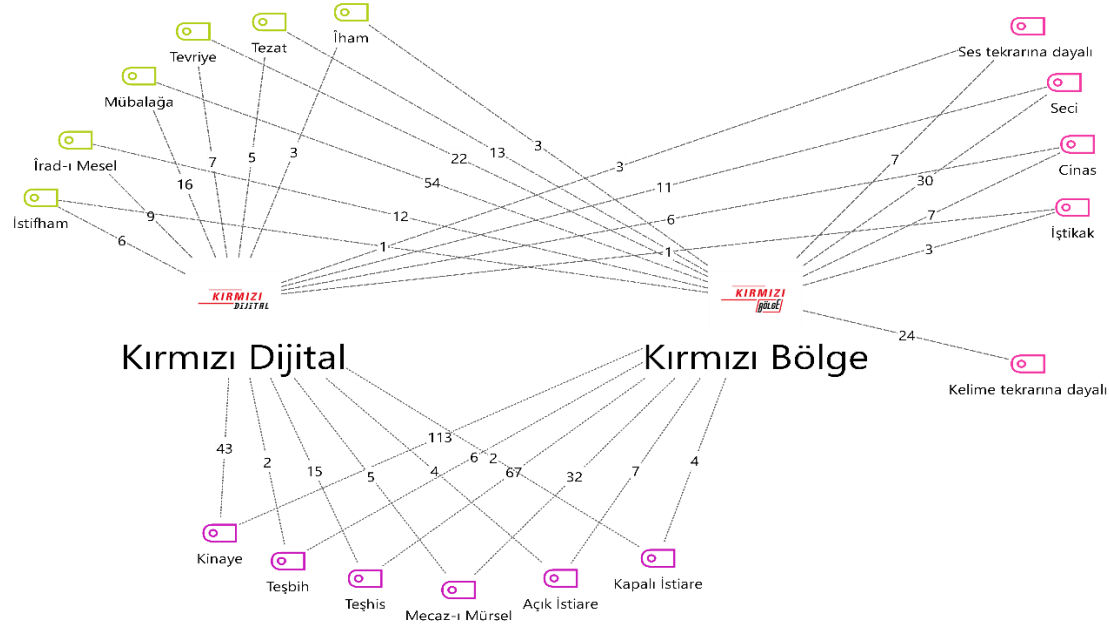 İham
Tezat
Tevriye
Mübalağa
Îrad-ı Mesel
İstifham
Ses tekrarına dayalı
Seci
Cinas
İştikak
Kelime tekrarına dayalı
3
5
7
16
9
6
3
13
22
54
12
1
3
11
6
1
7
30
7
3
24
KIRMIZI
DİJİTAL
KIRMIZI
BÖLGE
Kırmızı Dijital
Kırmızı Bölge
43
2
15
5
4
2
113
6
67
32
7
4
Kinaye
Teşbih
Teşhis
Mecaz-ı Mürsel
Açık İstiare
Kapalı İstiare